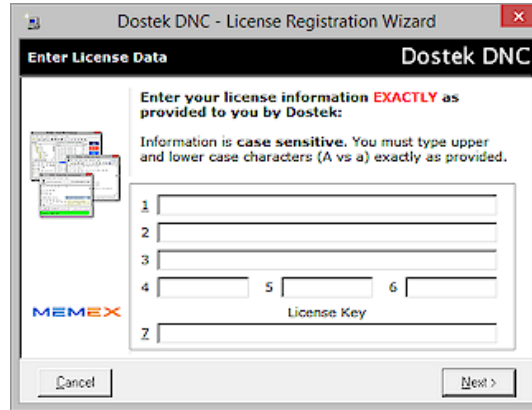 Dostek DNC - License Registration Wizard
Enter License Data
Dostek DNC
Enter your license information EXACTLY as
provided to you by Dostek:
Information is case sensitive. You must type upper
and lower case characters (A vs a) exactly as provided.
1
2
3
4 5 6
License Key
MEMEX
7
Cancel Next >